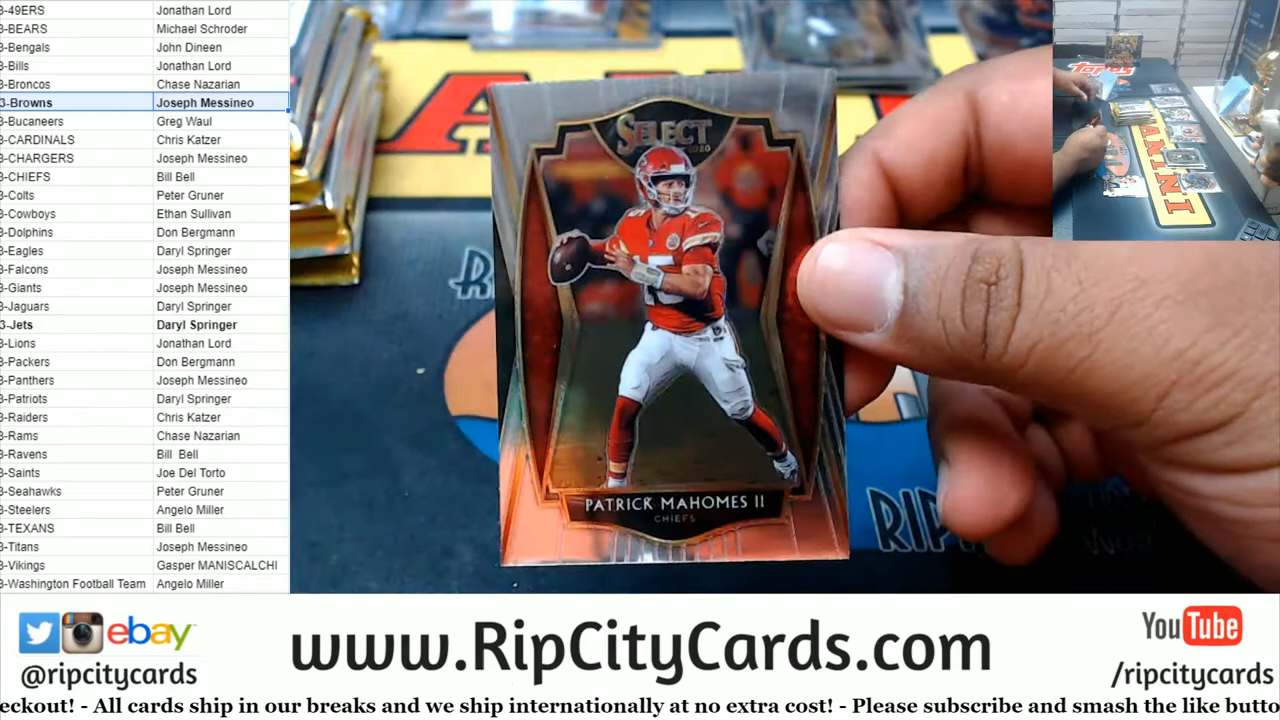 3-49ERS Jonathan Lord
3-BEARS Michael Schroder
3-Bengals John Dineen
3-Bills Jonathan Lord
3-Broncos Chase Nazarian
3-Browns Joseph Messineo
3-Bucaneers Greg Waul
3-CARDINALS Chris Katzer
3-CHARGERS Joseph Messineo
3-CHIEFS Bill Bell
3-Colts Peter Gruner
3-Cowboys Ethan Sullivan
3-Dolphins Don Bergmann
3-Eagles Daryl Springer
3-Falcons Joseph Messineo
3-Giants Joseph Messineo
3-Jaguars Daryl Springer
3-Jets Daryl Springer
3-Lions Jonathan Lord
3-Packers Don Bergmann
3-Panthers Joseph Messineo
3-Patriots Daryl Springer
3-Raiders Chris Katzer
3-Rams Chase Nazarian
3-Ravens Bill Bell
3-Saints Joe Del Torto
3-Seahawks Peter Gruner
3-Steelers Angelo Miller
3-TEXANS Bill Bell
3-Titans Joseph Messineo
3-Vikings Gasper MANISCALCHI
3-Washington Football Team Angelo Miller
SELECT
2020
15
PATRICK MAHOMES II
CHIEFS
RIP
Topps
PANINI
ebay
@ripcitycards
www.RipCityCards.com
YouTube
/ripcitycards
eckout! - All cards ship in our breaks and we ship internationally at no extra cost! - Please subscribe and smash the like butto